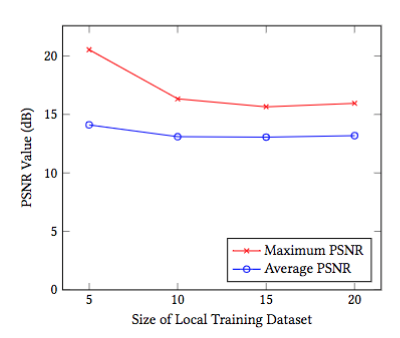 20
15
10
5
0
PSNR Value (dB)
Maximum PSNR
Average PSNR
5 10 15 20
Size of Local Training Dataset